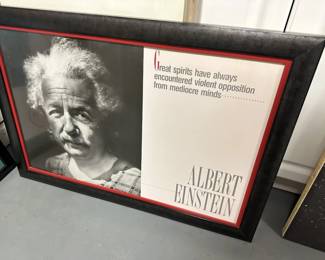 Great spirits have always
encountered violent opposition
from mediocre minds ............
ALBERT
EINSTEIN